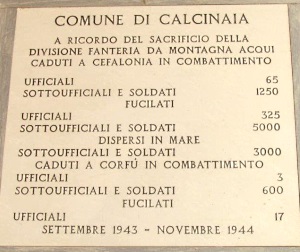 COMUNE DI CALCINAIA
A RICORDO DEL SACRIFICIO DELLA
DIVISIONE FANTERIA DA MONTAGNA ACQUI
CADUTI A CEFALONIA IN COMBATTIMENTO
UFFICIALI 65
SOTTOUFFICIALI E SOLDATI 1250
FUCILATI
UFFICIALI 325
SOTTOUFFICIALI E SOLDATI 5000
DISPERSI IN MARE
SOTTOUFFICIALI E SOLDATI 3000
CADUTI A CORFÚ IN COMBATTIMENTO
UFFICIALI 3
SOTTOUFFICIALI E SOLDATI 600
FUCILATI
UFFICIALI 17
SETTEMBRE 1943 – NOVEMBRE 1944